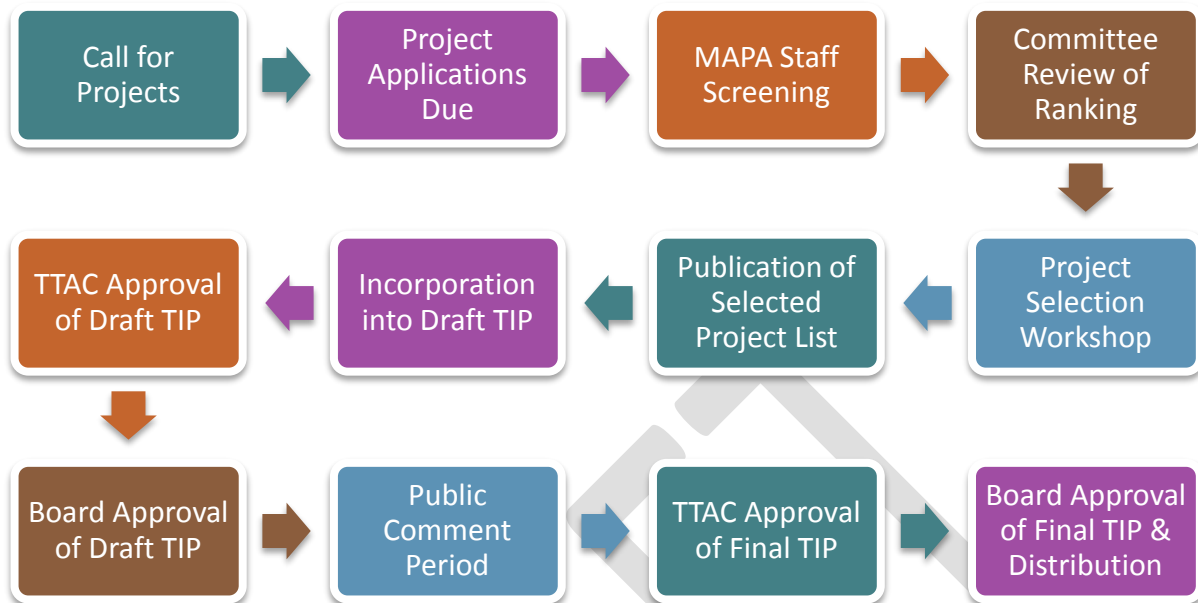 Call for
Projects
Project
Applications
Due
MAPA Staff
Screening
Committee
Review of
Ranking
Project
Selection
Workshop
Publication of
Selected
Project List
Incorporation
into Draft TIP
TTAC Approval
of Draft TIP
Board Approval
of Draft TIP
Public
Comment
Period
TTAC Approval
of Final TIP
Board Approval
of Final TIP &
Distribution